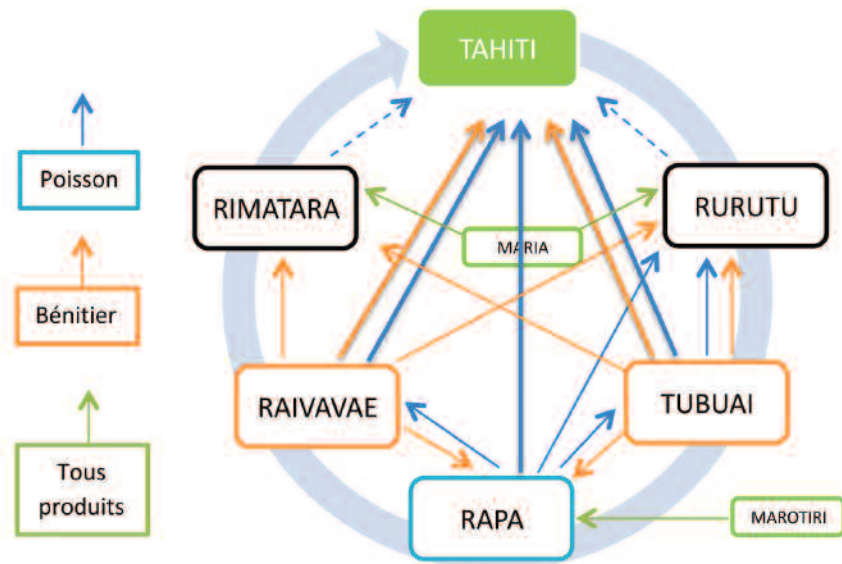 TAHITI
Poisson
RIMATARA
RURUTU
MARIA
Bénitier
RAIVAVAE
TUBUAI
Tous
produits
RAPA
MAROTIRI